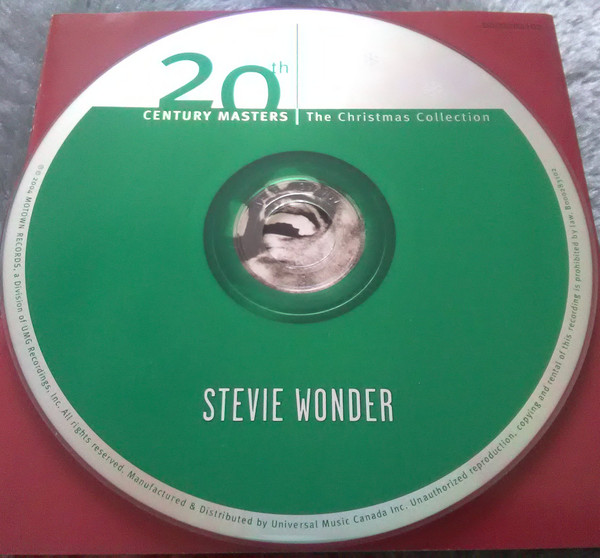 20th
CENTURY MASTERS | The Christmas Collection
STEVIE WONDER
℗© 2004 MOTOWN RECORDS, a Division of UMG Recordings, Inc. All rights reserved. Manufactured & Distributed by Universal Music Canada Inc. Unauthorized reproduction, copying and rental of this recording is prohibited by law. B000285102